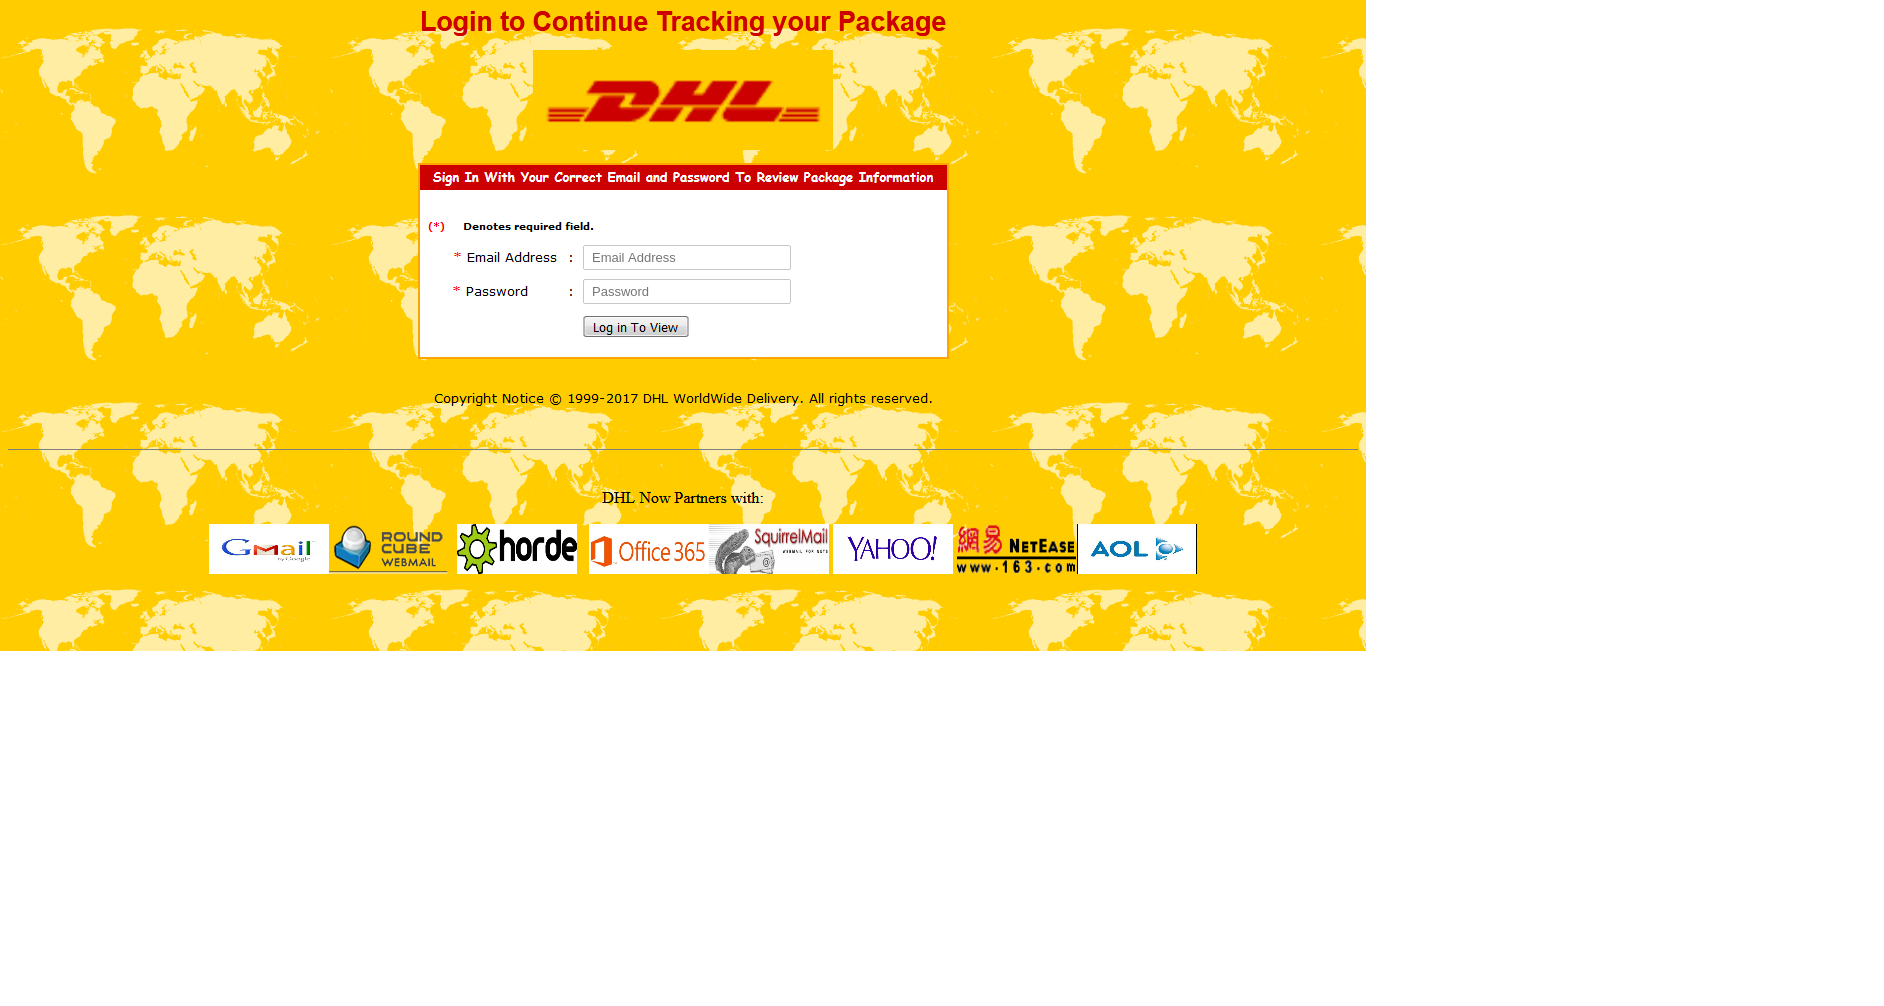 Login to Continue Tracking your Package
DHL
Sign In With Your Correct Email and Password To Review Package Information
(*) Denotes required field.
* Email Address : Email Address
* Password : Password
Log in To View
Copyright Notice © 1999-2017 DHL WorldWide Delivery. All rights reserved.
DHL Now Partners with:
Gmail by Google
ROUND CUBE WEBMAIL
horde
Office 365
SquirrelMail
WEBMAIL FOR NUTS
YAHOO!
網易 NETEASE
www.163.com
AOL